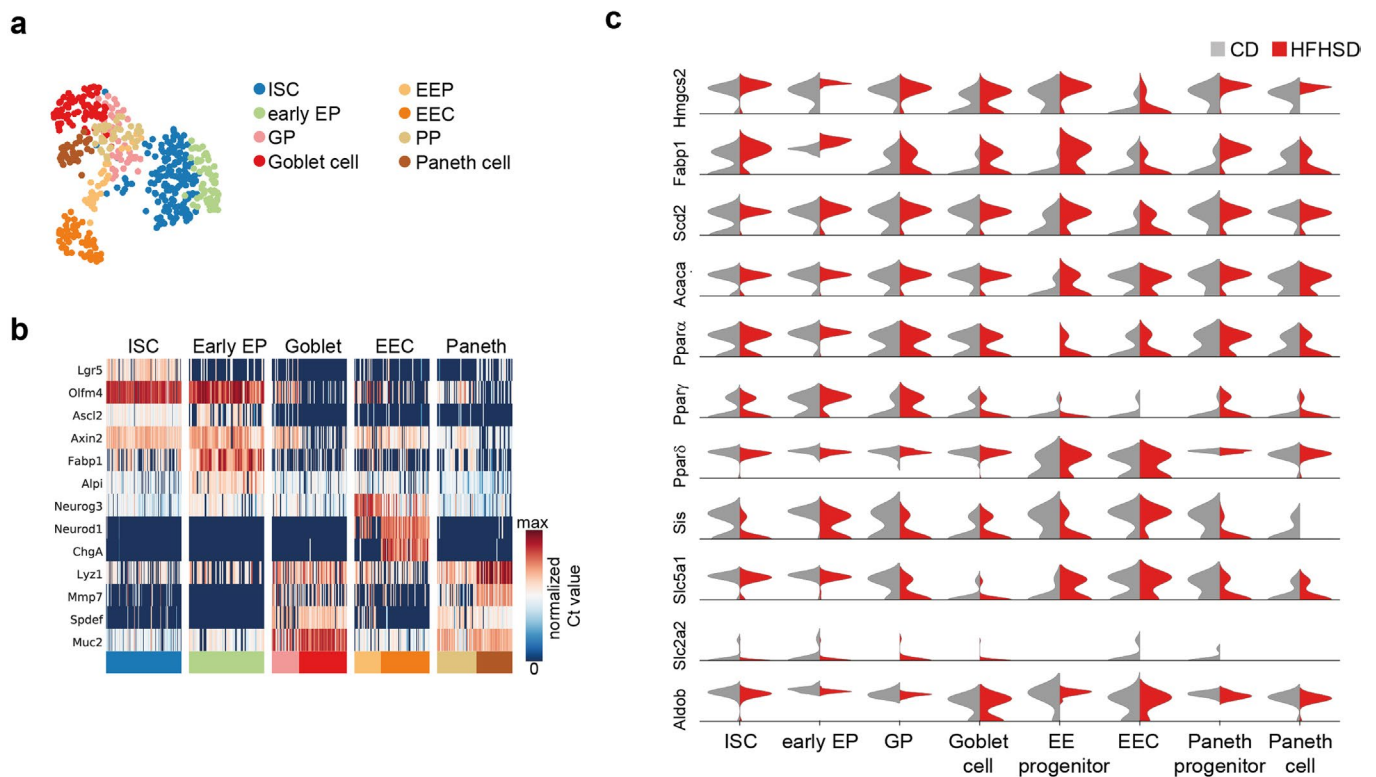 a
ISC
early EP
GP
Goblet cell
EEP
EEC
PP
Paneth cell
b
ISC Early EP Goblet EEC Paneth
Lgr5
Olfm4
Ascl2
Axin2
Fabp1
Alpi
Neurog3
Neurod1
ChgA
Lyz1
Mmp7
Spdef
Muc2
max
normalized
Ct value
0
c
CD HFHSD
Hmgcs2
Fabp1
Scd2
Acaca
Pparα
Pparγ
Pparδ
Sis
Slc5a1
Slc2a2
Aldob
ISC early EP GP Goblet EE EEC Paneth Paneth
cell progenitor progenitor cell